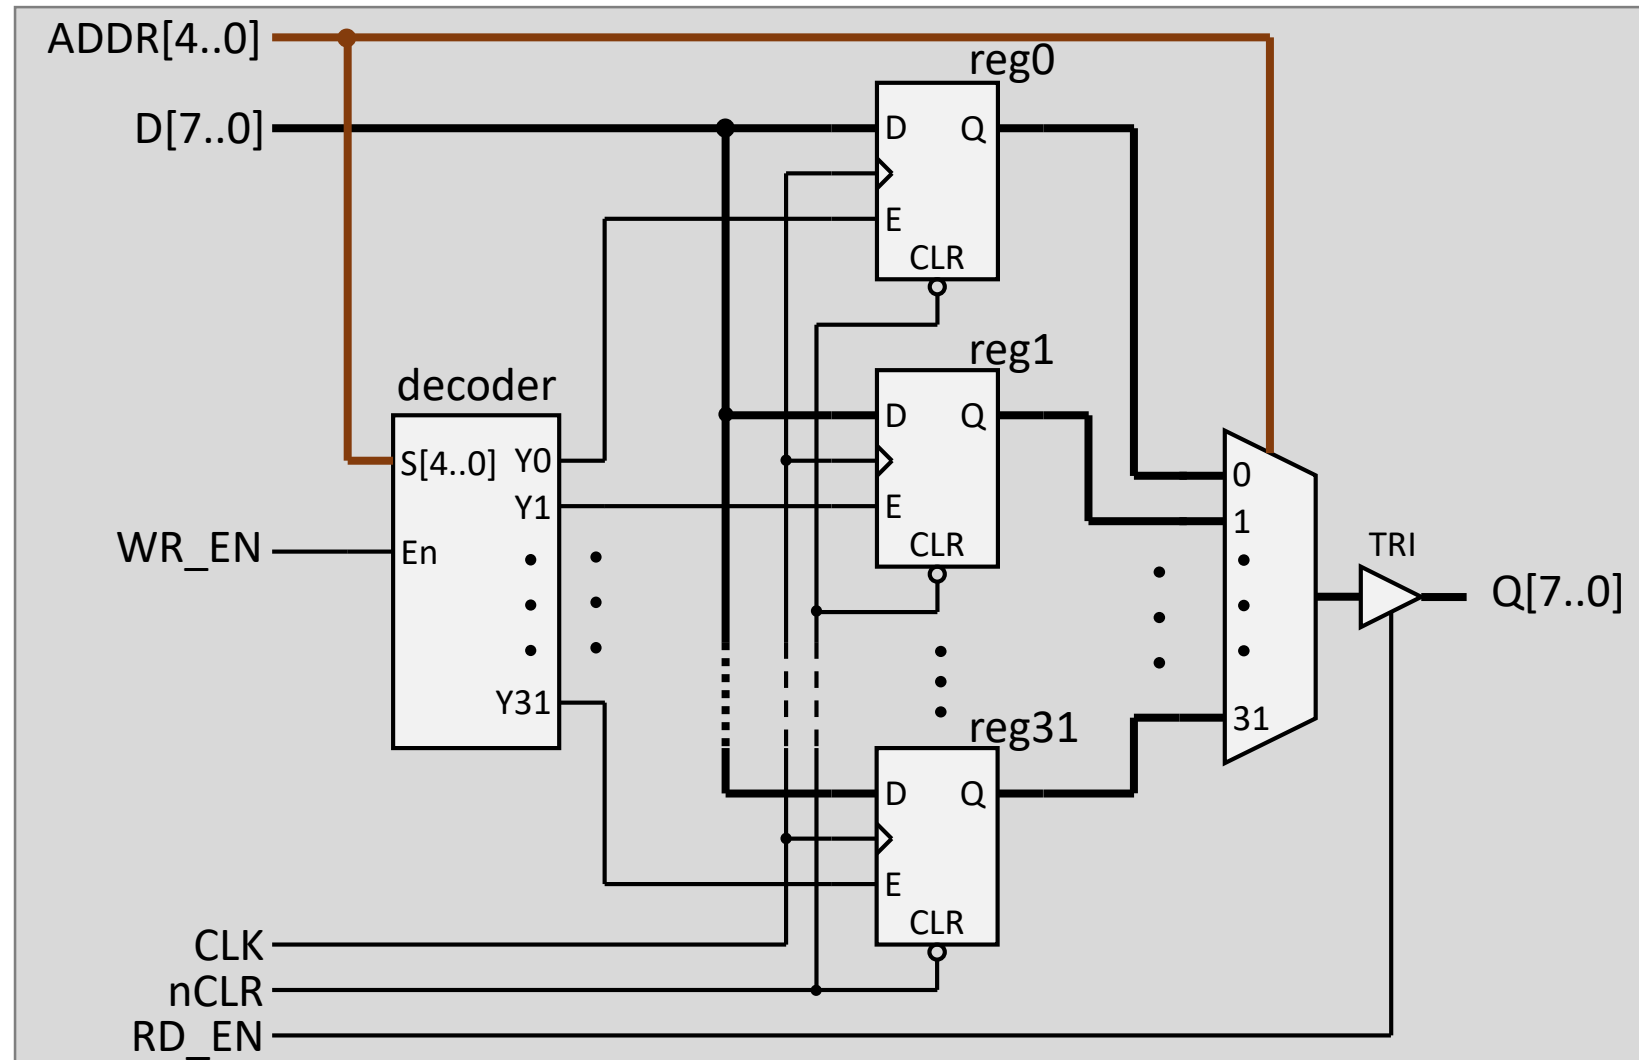 ADDR[4..0]
reg0
D[7..0]
D Q
E
CLR
reg1
decoder
D Q
S[4..0] Y0
0
Y1
E
1
WR_EN
En
CLR
TRI
Q[7..0]
Y31
reg31
31
D Q
E
CLR
CLK
nCLR
RD_EN